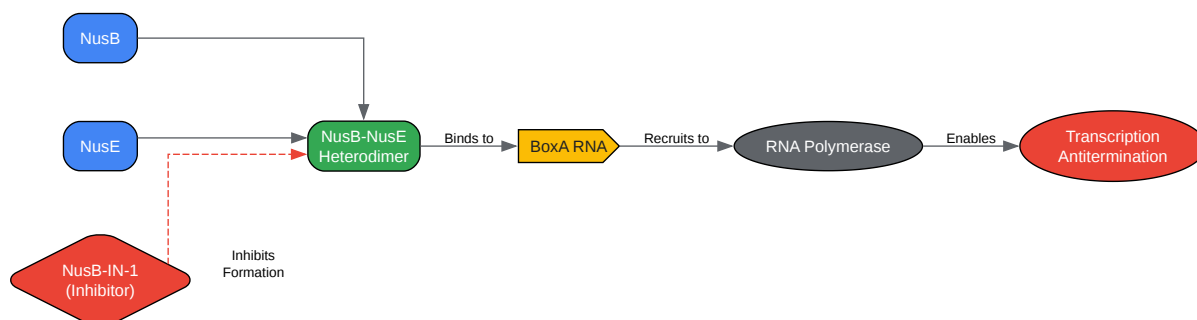 NusB
NusE
NusB-NusE
Heterodimer
Binds to
BoxA RNA
Recruits to
RNA Polymerase
Enables
Transcription
Antitermination
NusB-IN-1
(Inhibitor)
Inhibits
Formation